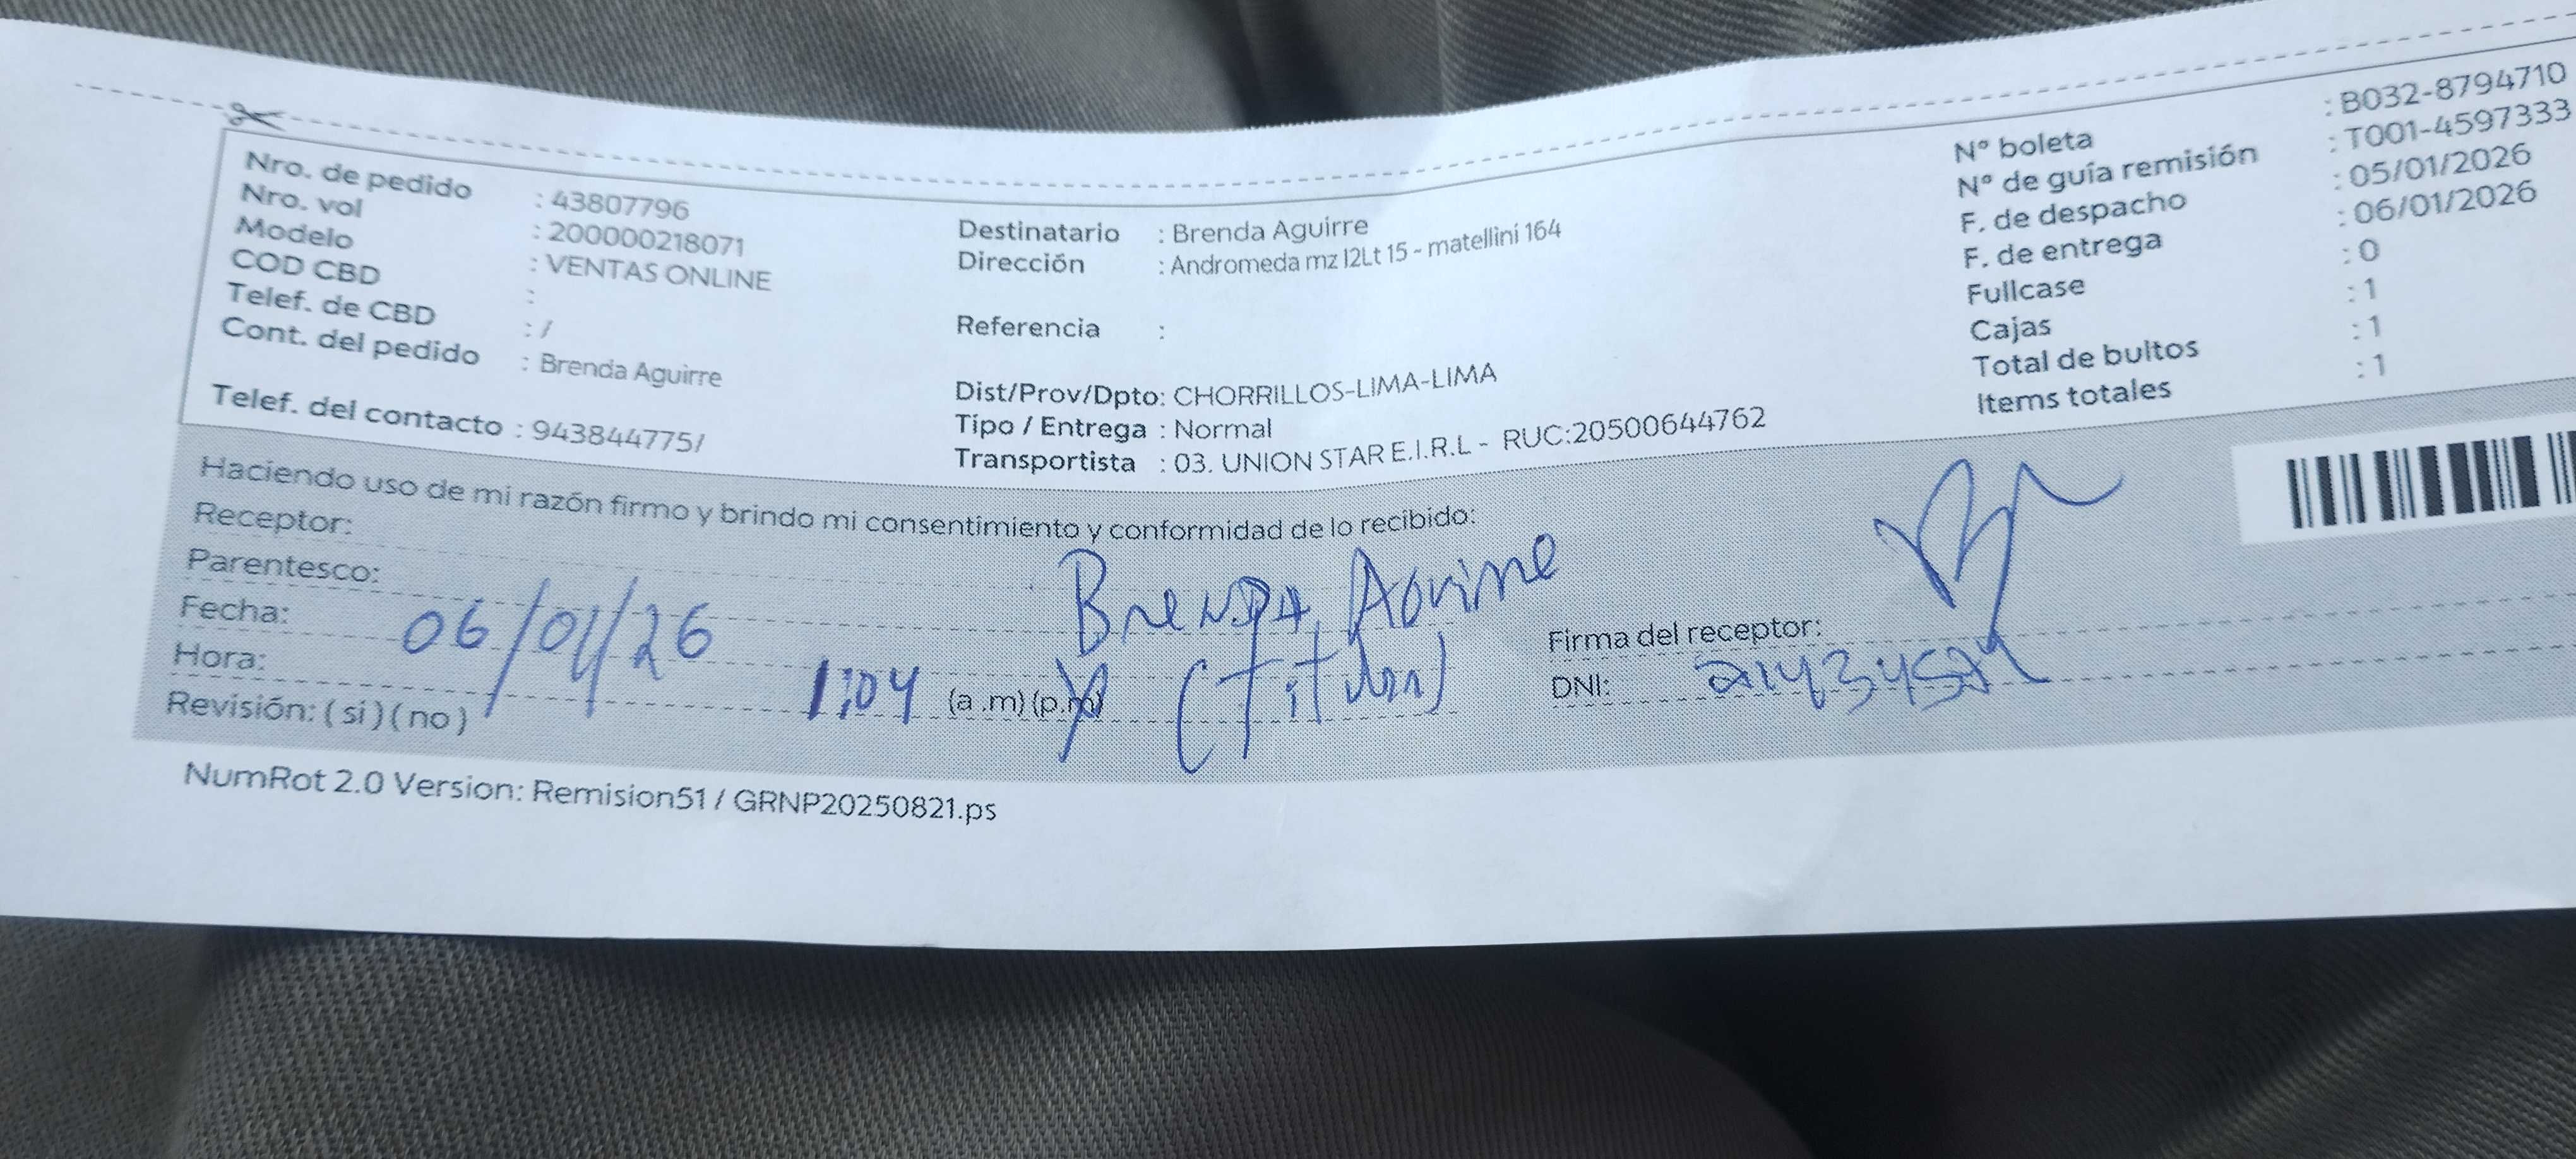 Nro. de pedido : 43807796
Nro. vol : 200000218071
Modelo : VENTAS ONLINE
COD CBD :
Telef. de CBD : /
Cont. del pedido : Brenda Aguirre
Telef. del contacto : 943844775/
Destinatario : Brenda Aguirre
Dirección : Andromeda mz I2Lt 15 - matellini 164
Referencia :
Dist/Prov/Dpto: CHORRILLOS-LIMA-LIMA
Tipo / Entrega : Normal
Transportista : 03. UNION STAR E.I.R.L - RUC:20500644762
N° boleta : B032-8794710
N° de guía remisión : T001-4597333
F. de despacho : 05/01/2026
F. de entrega : 06/01/2026
Fullcase : 0
Cajas : 1
Total de bultos : 1
Items totales : 1
Haciendo uso de mi razón firmo y brindo mi consentimiento y conformidad de lo recibido:
Receptor: Brenda
Parentesco: (Titular)
Fecha: 06/01/26
Hora: 1:04 (a.m)(p.m)
Revisión: ( si ) ( no )
Firma del receptor:
DNI:
NumRot 2.0 Version: Remision51 / GRNP20250821.ps